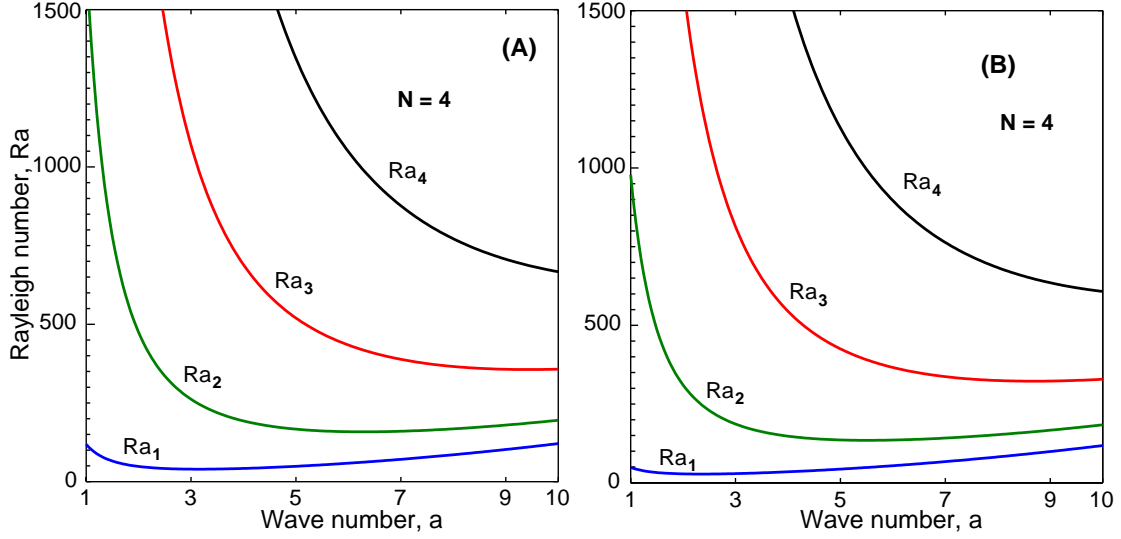 1500
(A)
N = 4
1000
Ra4
Ra3
500
Ra2
Ra1
0
1 3 5 7 9 10
Wave number, a
Rayleigh number, Ra
1500
(B)
N = 4
1000
Ra4
Ra3
500
Ra2
Ra1
0
1 3 5 7 9 10
Wave number, a